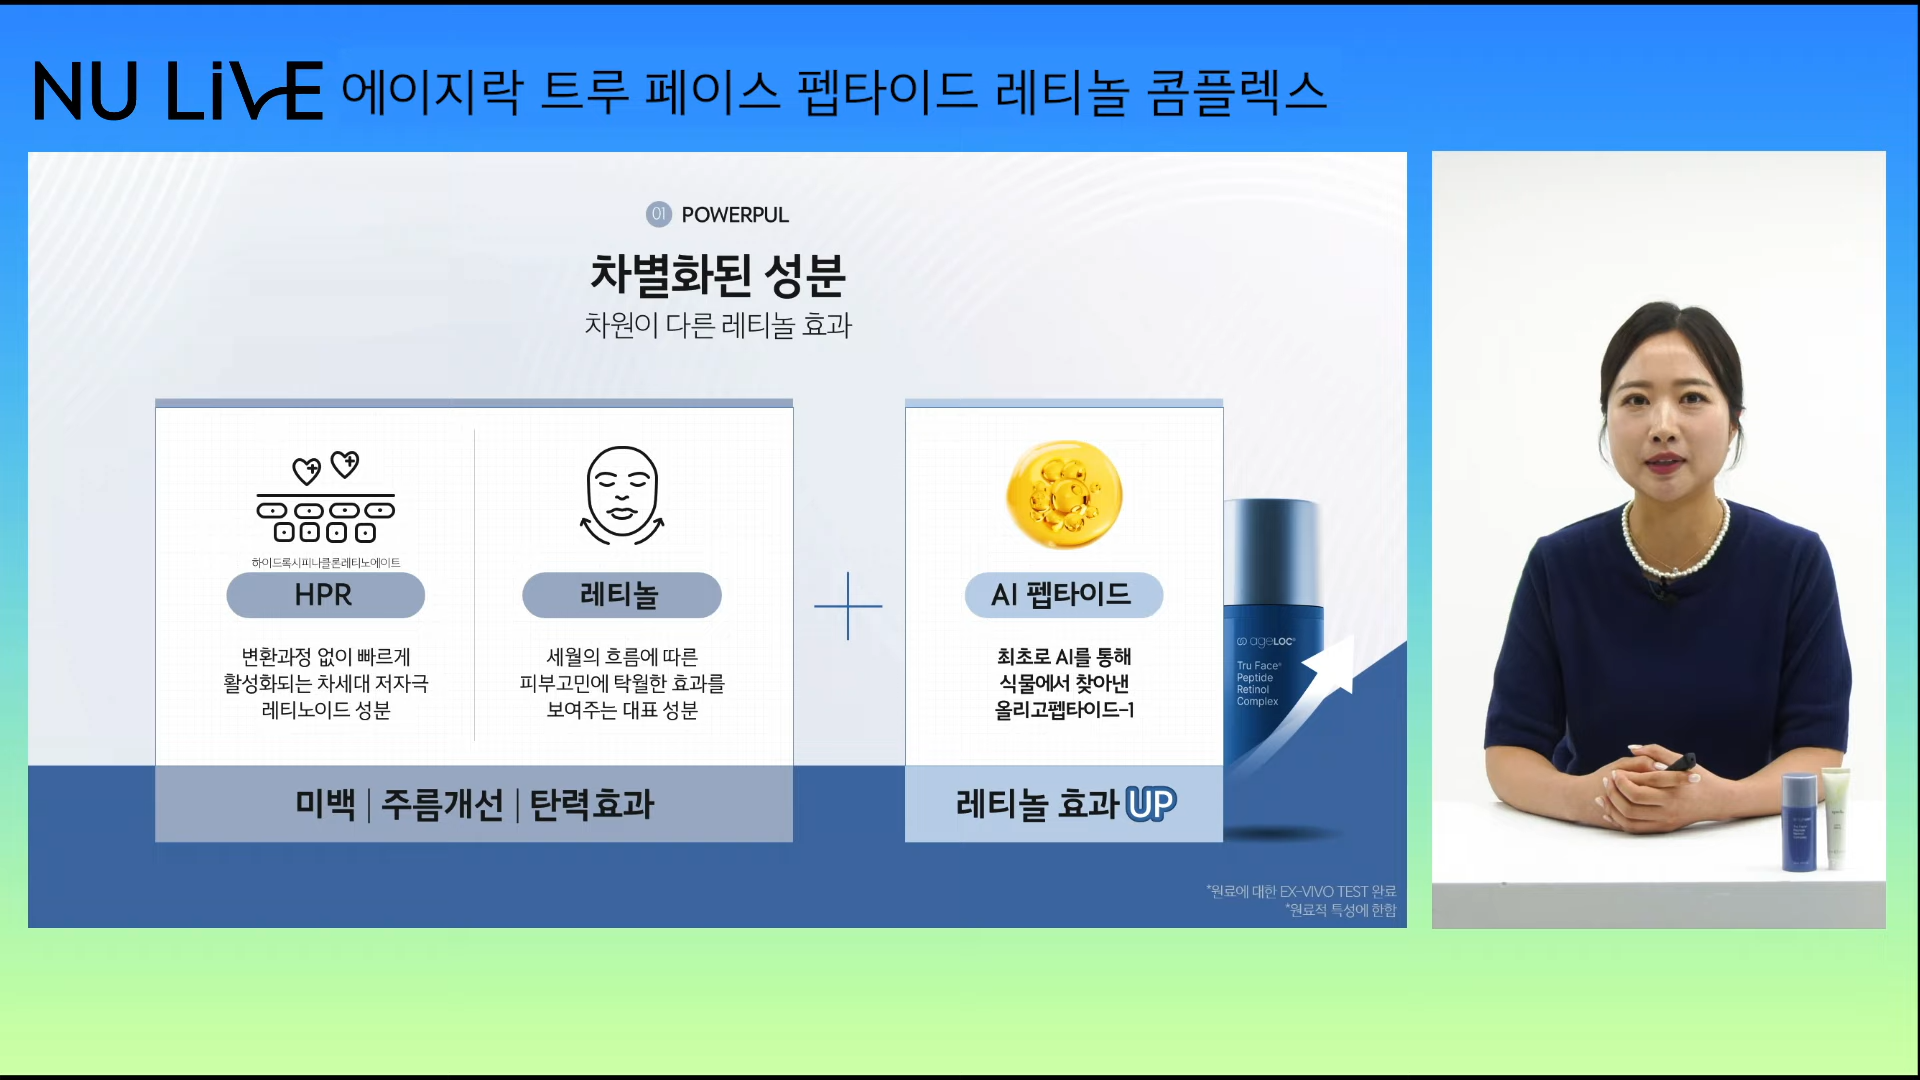 NU LiVE 에이지락 트루 페이스 펩타이드 레티놀 콤플렉스
01 POWERPUL
차별화된 성분
차원이 다른 레티놀 효과
하이드록시피나클론레티노에이트
HPR
변환과정 없이 빠르게
활성화되는 차세대 저자극
레티노이드 성분
레티놀
세월의 흐름에 따른
피부고민에 탁월한 효과를
보여주는 대표 성분
미백 | 주름개선 | 탄력효과
AI 펩타이드
최초로 AI를 통해
식물에서 찾아낸
올리고펩타이드-1
레티놀 효과 UP
ageLOC®
Tru Face®
Peptide
Retinol
Complex
*원료에 대한 EX-VIVO TEST 완료
*원료적 특성에 한함